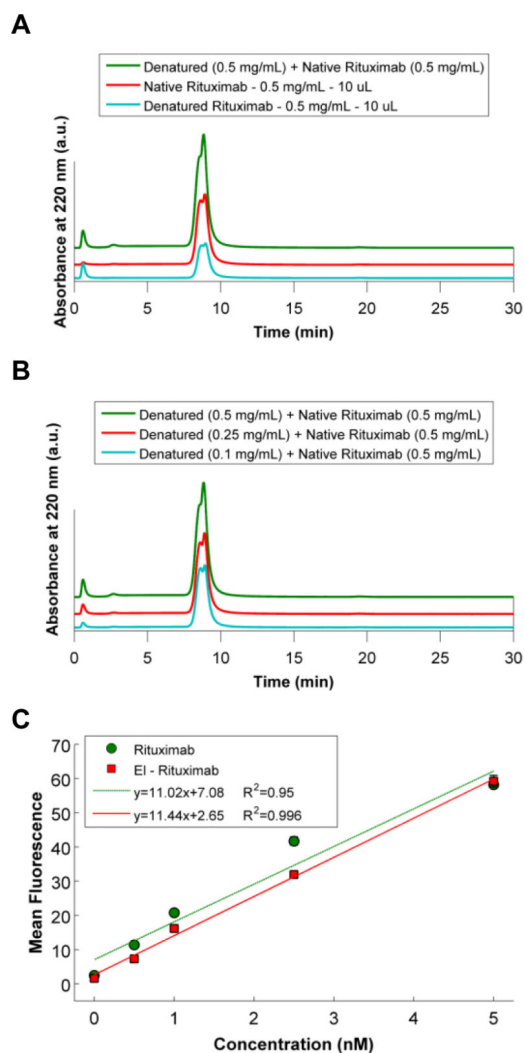 A
Denatured (0.5 mg/mL) + Native Rituximab (0.5 mg/mL)
Native Rituximab - 0.5 mg/mL - 10 uL
Denatured Rituximab - 0.5 mg/mL - 10 uL
Absorbance at 220 nm (a.u.)
0 5 10 15 20 25 30
Time (min)
B
Denatured (0.5 mg/mL) + Native Rituximab (0.5 mg/mL)
Denatured (0.25 mg/mL) + Native Rituximab (0.5 mg/mL)
Denatured (0.1 mg/mL) + Native Rituximab (0.5 mg/mL)
Absorbance at 220 nm (a.u.)
0 5 10 15 20 25 30
Time (min)
C
Rituximab
EI - Rituximab
y=11.02x+7.08 R²=0.95
y=11.44x+2.65 R²=0.996
Mean Fluorescence
70
60
50
40
30
20
10
0
0 1 2 3 4 5
Concentration (nM)